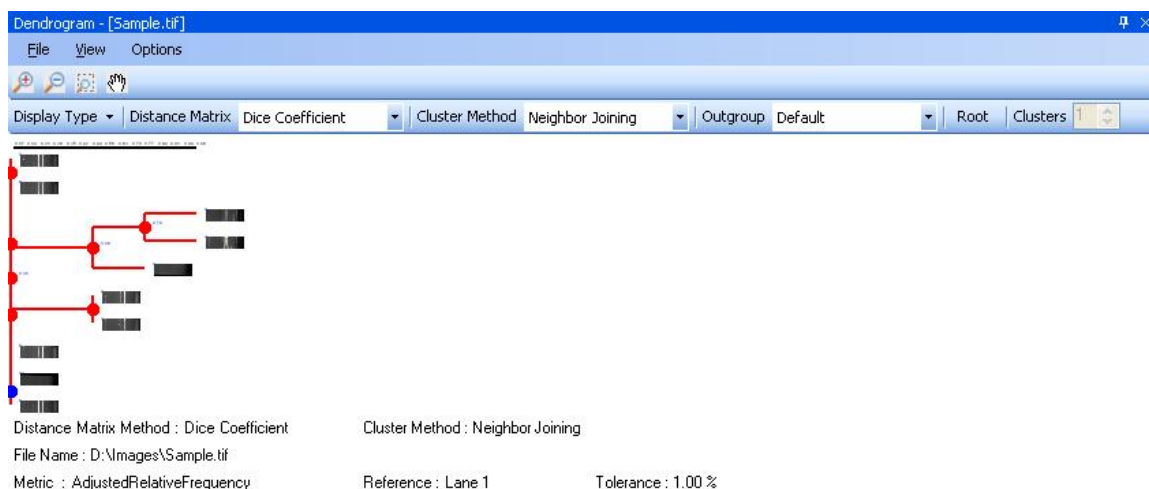 Dendrogram - [Sample.tif]
File View Options
Display Type Distance Matrix Dice Coefficient Cluster Method Neighbor Joining Outgroup Default Root Clusters 1
Distance Matrix Method : Dice Coefficient Cluster Method : Neighbor Joining
File Name : D:\Images\Sample.tif
Metric : AdjustedRelativeFrequency Reference : Lane 1 Tolerance : 1.00 %